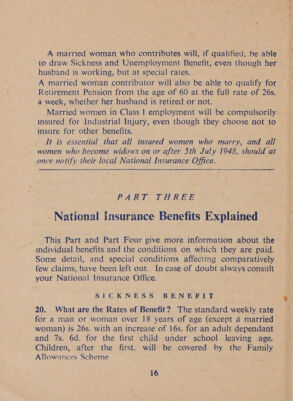 A married woman who contributes will, if qualified, be able
to draw Sickness and Unemployment Benefit, even though her
husband is working, but at special rates.
A married woman contributor will also be able to qualify for
Retirement Pension from the age of 60 at the full rate of 26s.
a week, whether her husband is retired or not.
Married women in Class I employment will be compulsorily
insured for Industrial Injury, even though they choose not to
insure for other benefits.
It is essential that all insured women who marry, and all
women who become widows on or after 5th July 1948, should at
once notify their local National Insurance Office.
PART THREE
National Insurance Benefits Explained
This Part and Part Four give more information about the
individual benefits and the conditions on which they are paid.
Some detail, and special conditions affecting comparatively
few claims, have been left out. In case of doubt always consult
your National Insurance Office.
SICKNESS BENEFIT
20. What are the Rates of Benefit? The standard weekly rate
for a man or woman over 18 years of age (except a married
woman) is 26s. with an increase of 16s. for an adult dependant
and 7s. 6d. for the first child under school leaving age.
Children, after the first, will be covered by the Family
Allowances Scheme
16